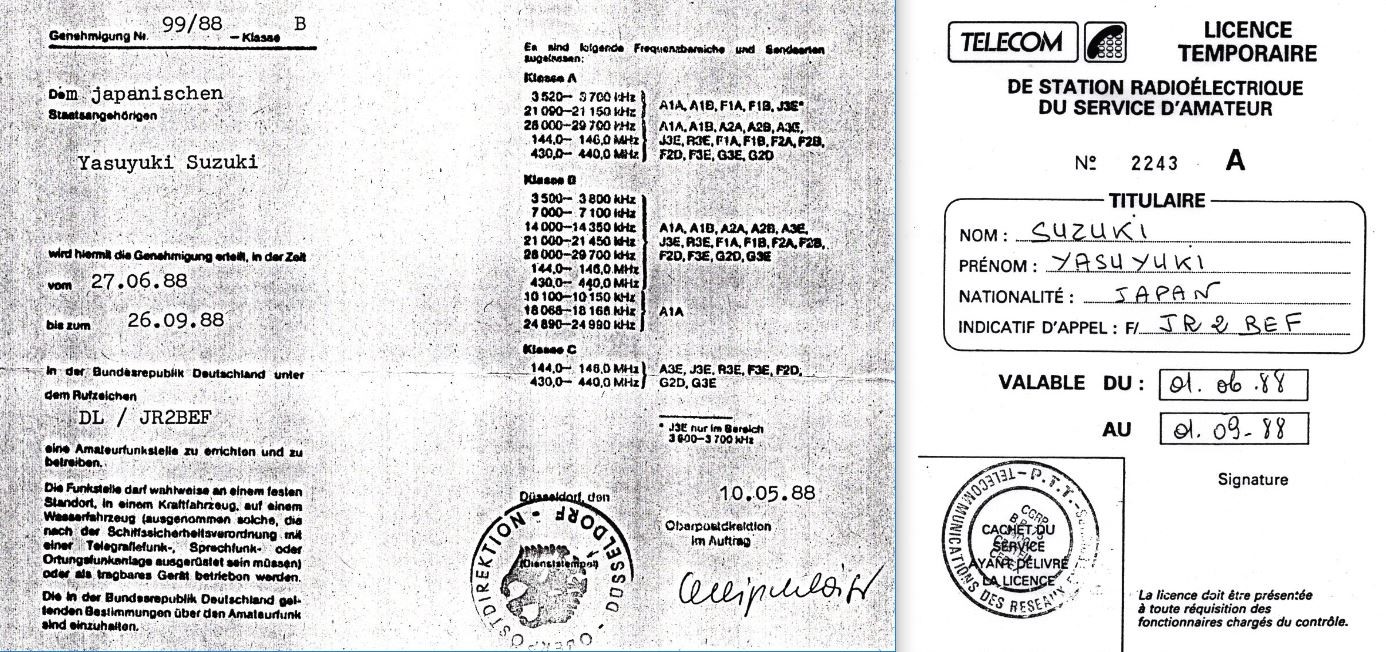 Genehmigung Nr. 99/88 – Klasse B
Dem japanischen
Staatsangehörigen
Yasuyuki Suzuki
wird hiermit die Genehmigung erteilt, in der Zeit
vom 27.06.88
bis zum 26.09.88
in der Bundesrepublik Deutschland unter
dem Rufzeichen
DL / JR2BEF
eine Amateurfunkstelle zu errichten und zu
betreiben.
Die Funkstelle darf wahlweise an einem festen
Standort, in einem Kraftfahrzeug, auf einem
Wasserfahrzeug (ausgenommen solche, die
nach der Schiffssicherheitsverordnung mit
einer Telegrafiefunk-, Sprechfunk- oder
Ortungsfunkanlage ausgerüstet sein müssen)
oder als tragbares Gerät betrieben werden.
Die in der Bundesrepublik Deutschland gel-
tenden Bestimmungen über den Amateurfunk
sind einzuhalten.
Es sind folgende Frequenzbereiche und Sendearten
zugelassen:
Klasse A
3 520– 3 700 kHz
21 090–21 150 kHz
A1A, A1B, F1A, F1B, J3E*
28 000–29 700 kHz
144,0– 146,0 MHz
430,0– 440,0 MHz
A1A, A1B, A2A, A2B, A3E,
J3E, R3E, F1A, F1B, F2A, F2B,
F2D, F3E, G3E, G2D
Klasse B
3 500– 3 800 kHz
7 000– 7 100 kHz
14 000–14 350 kHz
21 000–21 450 kHz
28 000–29 700 kHz
144,0– 146,0 MHz
430,0– 440,0 MHz
A1A, A1B, A2A, A2B, A3E,
J3E, R3E, F1A, F1B, F2A, F2B,
F2D, F3E, G2D, G3E
10 100–10 150 kHz
18 068–18 168 kHz
24 890–24 990 kHz
A1A
Klasse C
144,0– 146,0 MHz
430,0– 440,0 MHz
A3E, J3E, R3E, F3E, F2D,
G2D, G3E
* J3E nur im Bereich
3 600–3 700 kHz
Düsseldorf, den 10.05.88
Oberpostdirektion
im Auftrag
(Dienststempel)
OBERPOSTDIREKTION - DÜSSELDORF
TELECOM
LICENCE
TEMPORAIRE
DE STATION RADIOÉLECTRIQUE
DU SERVICE D'AMATEUR
Nº 2243 A
TITULAIRE
NOM : SUZUKI
PRÉNOM : YASUYUKI
NATIONALITÉ : JAPAN
INDICATIF D'APPEL : F/ JR2BEF
VALABLE DU : 01.06.88
AU 01.09-88
Signature
P.T.T.
CACHET DU
SERVICE
AYANT DÉLIVRÉ
LA LICENCE
La licence doit être présentée
à toute réquisition des
fonctionnaires chargés du contrôle.